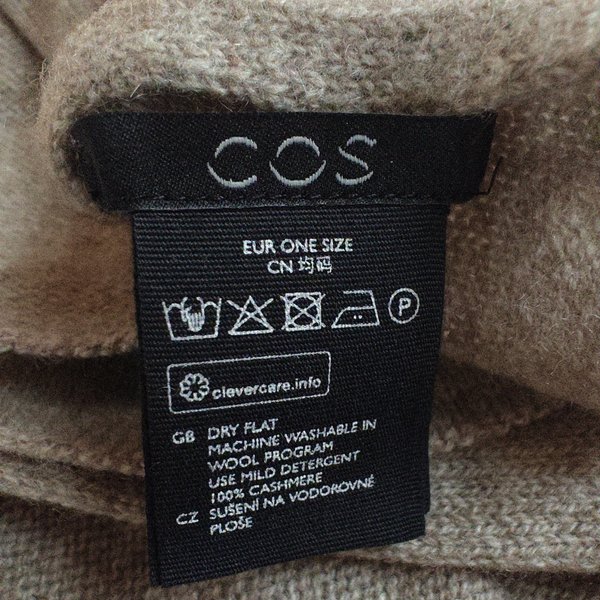 COS
EUR ONE SIZE
CN 均码
P
clevercare.info
GB DRY FLAT
MACHINE WASHABLE IN
WOOL PROGRAM
USE MILD DETERGENT
100% CASHMERE
CZ SUŠENÍ NA VODOROVNÉ
PLOŠE